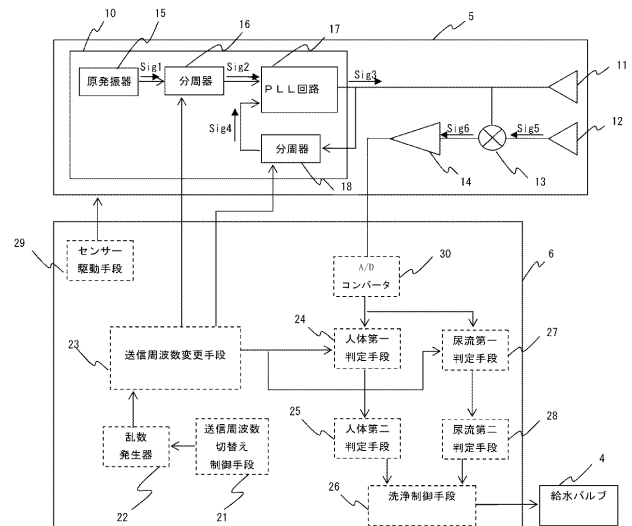 10
15
16
17
5
原発振器
Sig1
分周器
Sig2
PLL回路
Sig3
11
Sig4
分周器
18
Sig6
Sig5
12
14
13
29
センサー
駆動手段
A/D
コンバータ
30
6
23
送信周波数変更手段
24
人体第一
判定手段
尿流第一
判定手段
27
25
人体第二
判定手段
尿流第二
判定手段
28
乱数
発生器
22
送信周波数
切替え
制御手段
21
26
洗浄制御手段
4
給水バルブ